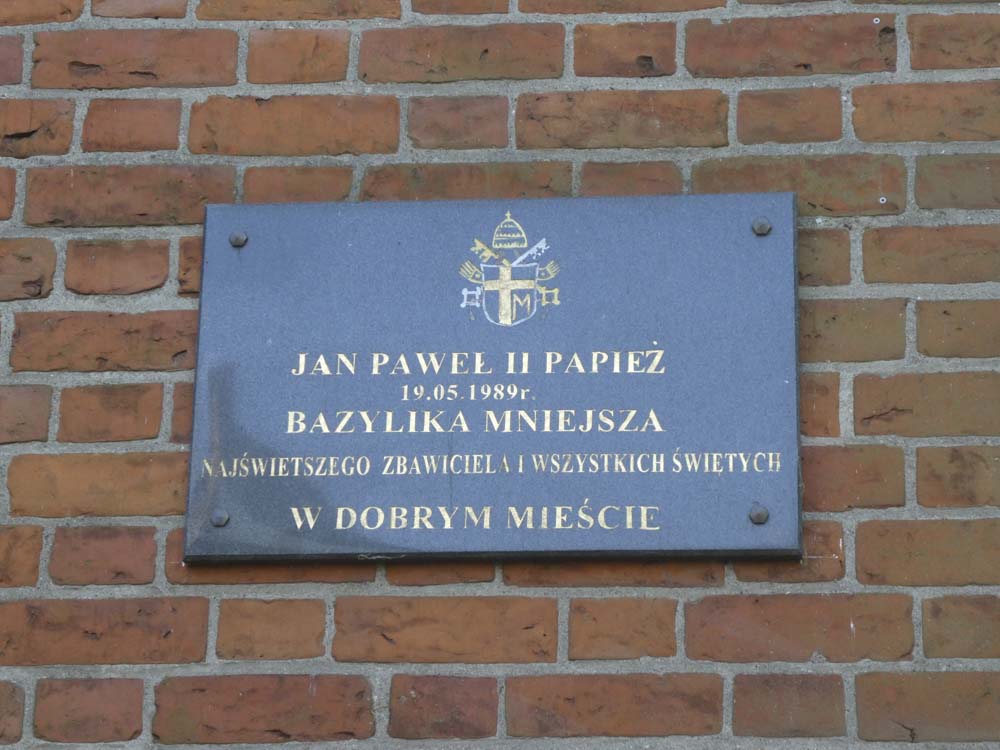 M
JAN PAWEŁ II PAPIEŻ
19.05.1989r.
BAZYLIKA MNIEJSZA
NAJŚWIETSZEGO ZBAWICIELA I WSZYSTKICH ŚWIĘTYCH
W DOBRYM MIEŚCIE